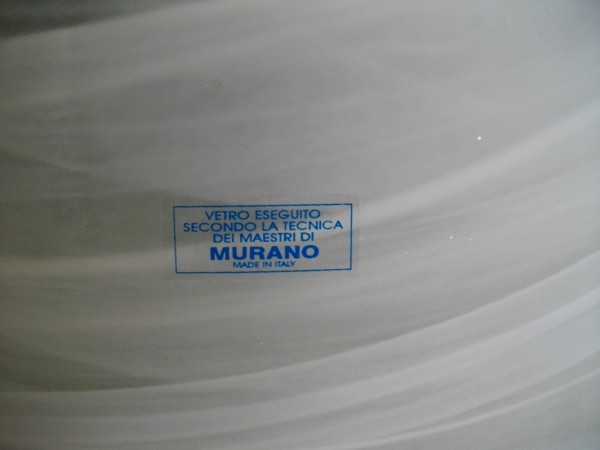 VETRO ESEGUITO
SECONDO LA TECNICA
DEI MAESTRI DI
MURANO
MADE IN ITALY